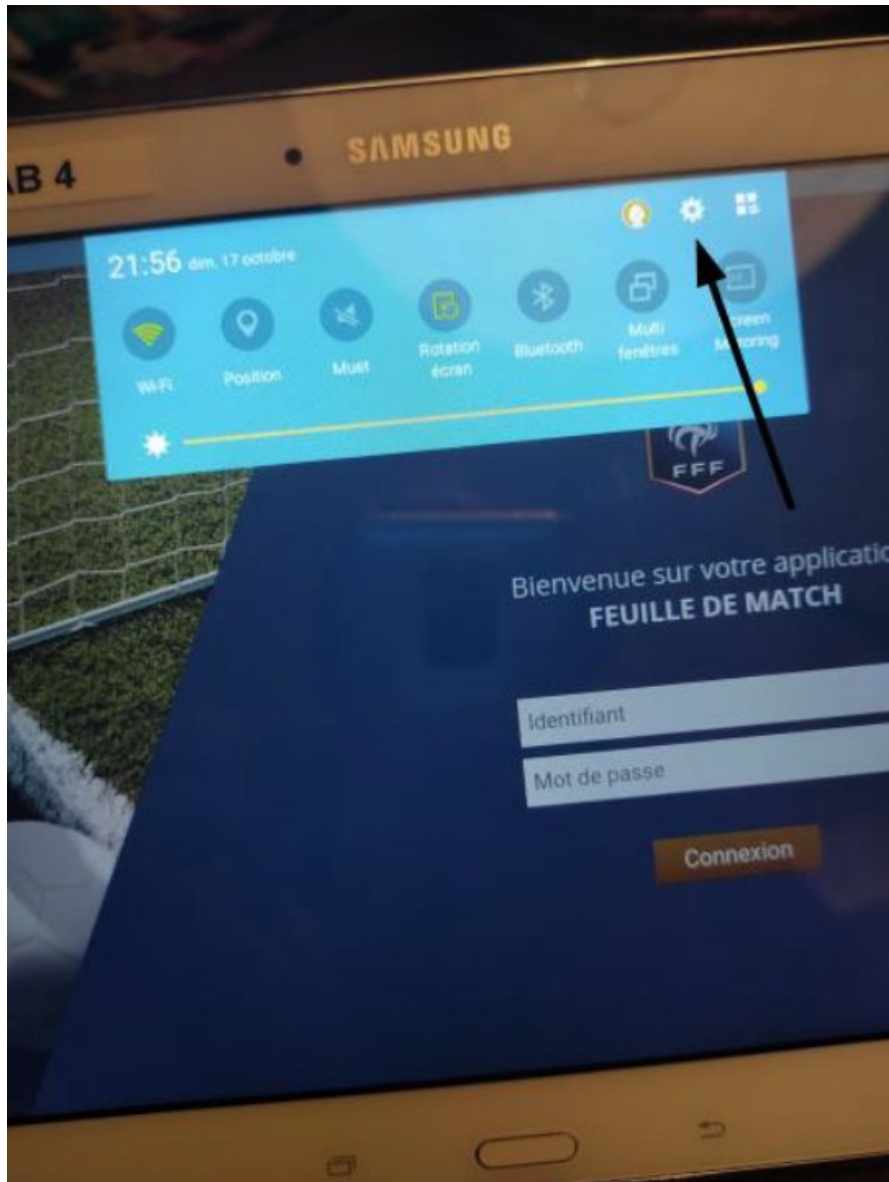 SAMSUNG
AB 4
21:56 dim. 17 octobre
Wi-Fi
Position
Muet
Rotation
écran
Bluetooth
Multi
fenêtres
Screen
Mirroring
FFF
Bienvenue sur votre applicatio
FEUILLE DE MATCH
Identifiant
Mot de passe
Connexion